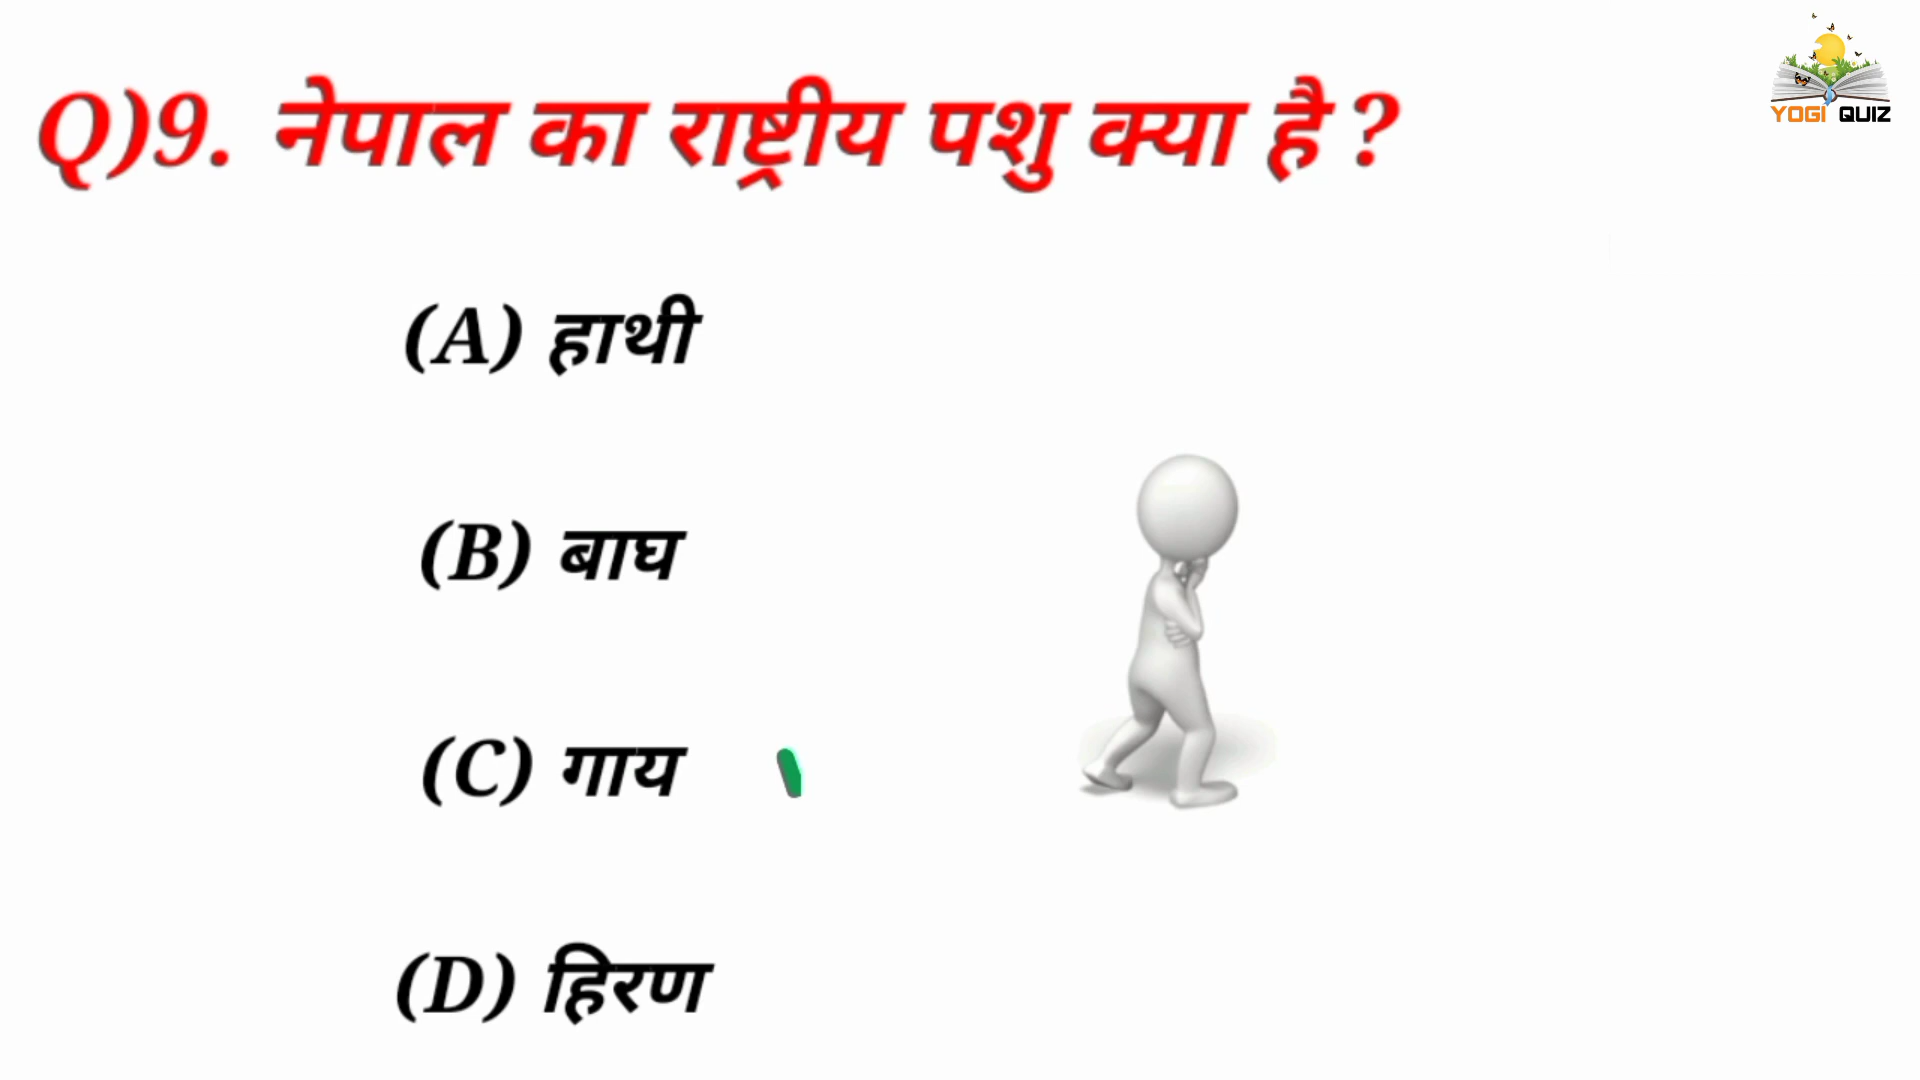 Q)9. नेपाल का राष्ट्रीय पशु क्या है ?
YOGI QUIZ
(A) हाथी
(B) बाघ
(C) गाय
(D) हिरण